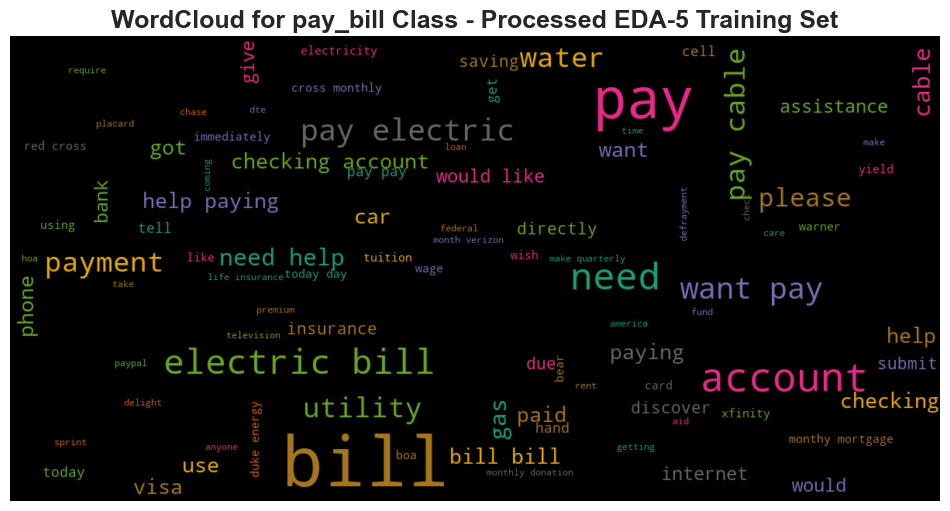 WordCloud for pay_bill Class - Processed EDA-5 Training Set
give
electricity
saving
water
cell
cable
require
cross monthly
get
pay
pay cable
assistance
chase
dte
placard
immediately
pay electric
time
make
red cross
got
checking account
loan
want
coming
pay pay
would like
yield
bank
help paying
defrayment
check
please
car
using
tell
federal
directly
warner
care
month verizon
hoa
payment
like
need help
tuition
wage
wish
make quarterly
life insurance
today day
need
want pay
take
phone
premium
fund
insurance
america
television
help
paypal
electric bill
due
bear
paying
submit
rent
card
account
delight
utility
gas
paid
discover
xfinity
checking
duke energy
hand
aid
sprint
anyone
bill
boa
bill bill
getting
monthy mortgage
today
use
monthly donation
internet
visa
would